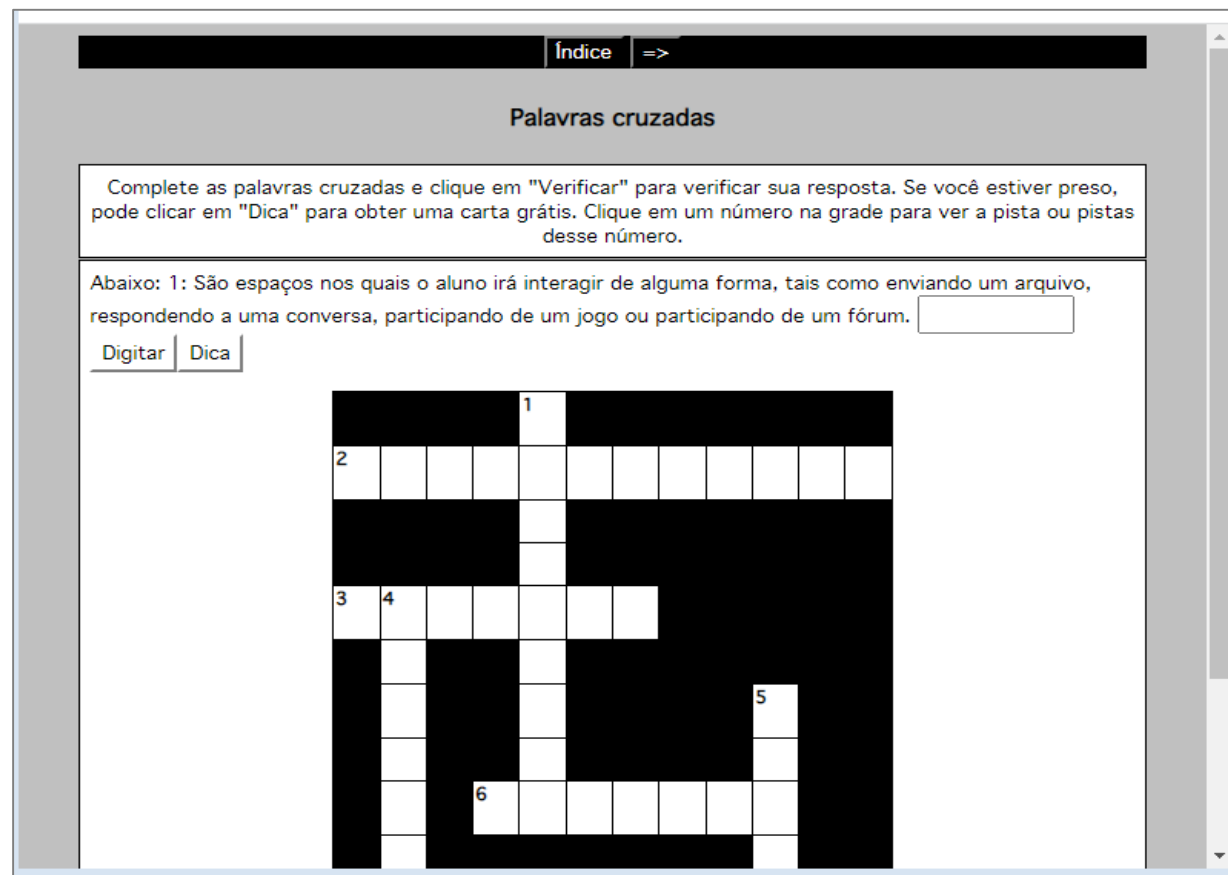 Índice =>
Palavras cruzadas
Complete as palavras cruzadas e clique em "Verificar" para verificar sua resposta. Se você estiver preso,
pode clicar em "Dica" para obter uma carta grátis. Clique em um número na grade para ver a pista ou pistas
desse número.
Abaixo: 1: São espaços nos quais o aluno irá interagir de alguma forma, tais como enviando um arquivo,
respondendo a uma conversa, participando de um jogo ou participando de um fórum.
Digitar Dica
1
2
3 4
5
6